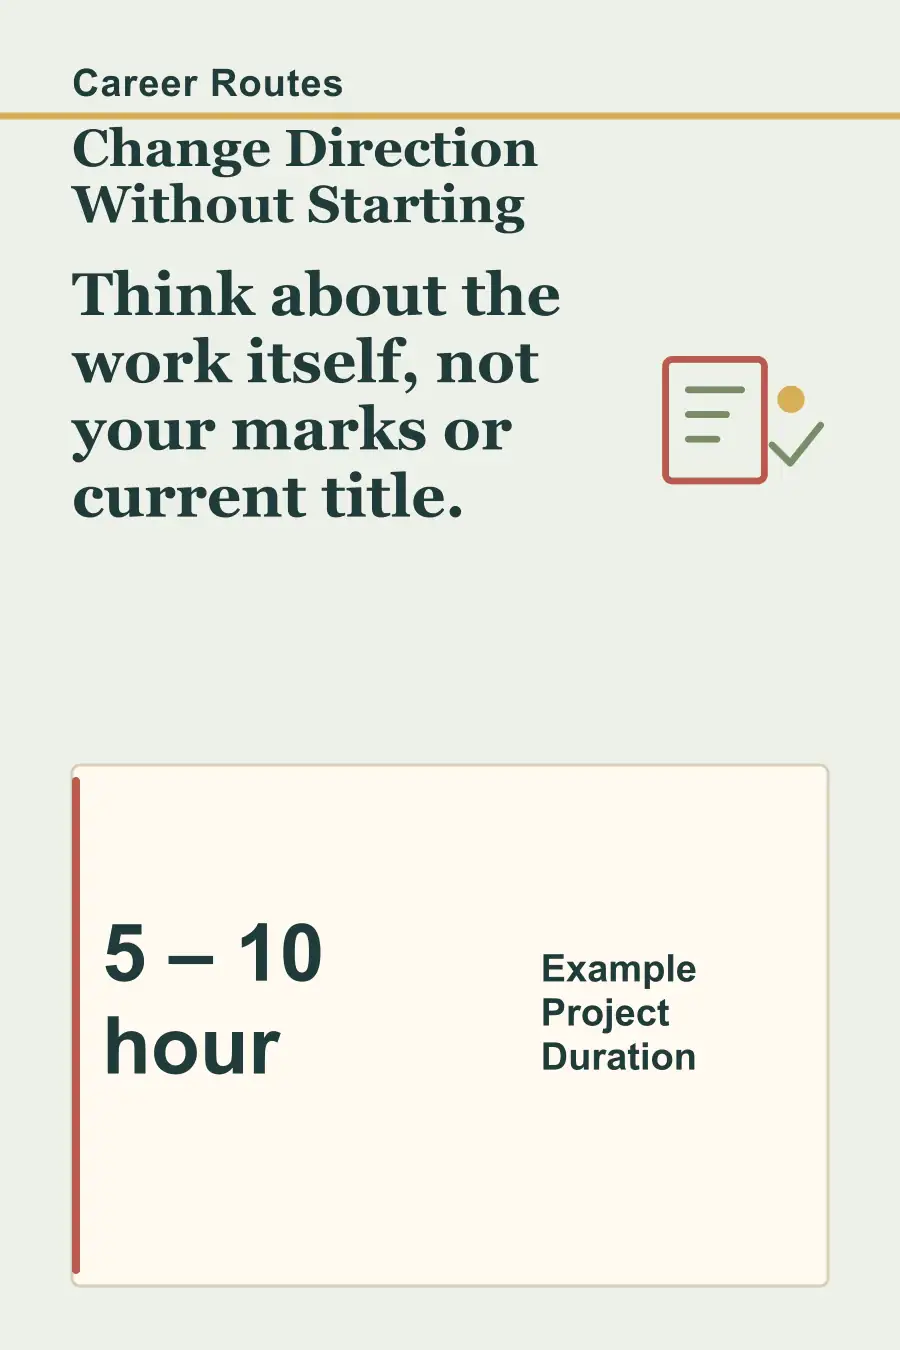 Career Routes
Change Direction
Without Starting
Think about the
work itself, not
your marks or
current title.
5 – 10
hour
Example
Project
Duration